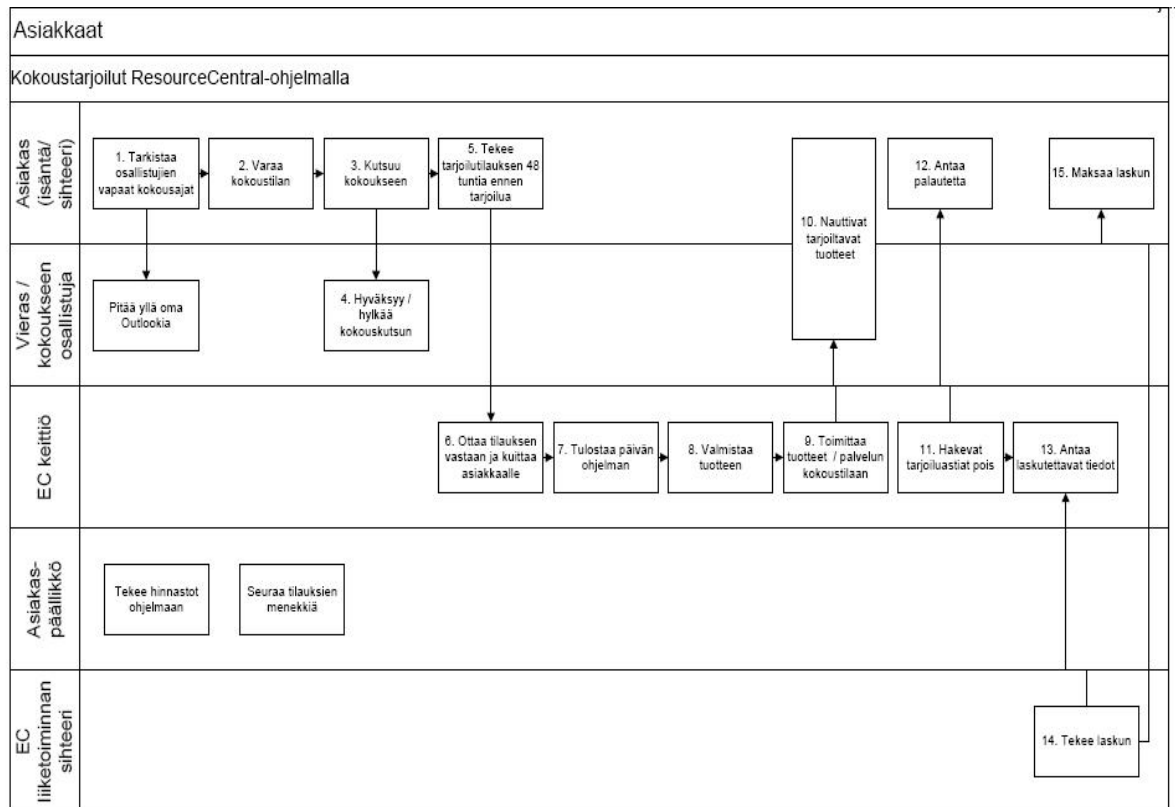 Asiakkaat
Kokoustarjoilut ResourceCentral-ohjelmalla
Asiakas
(isäntä/
sihteeri)
1. Tarkistaa
osallistujien
vapaat kokousajat
2. Varaa
kokoustilan
3. Kutsuu
kokoukseen
5. Tekee
tarjoilutilauksen 48
tuntia ennen
tarjoilua
10. Nauttivat
tarjoiltavat
tuotteet
12. Antaa
palautetta
15. Maksaa laskun
Vieras /
kokoukseen
osallistuja
Pitää yllä oma
Outlookia
4. Hyväksyy /
hylkää
kokouskutsun
EC keittiö
6. Ottaa tilauksen
vastaan ja kuittaa
asiakkaalle
7. Tulostaa päivän
ohjelman
8. Valmistaa
tuotteen
9. Toimittaa
tuotteet / palvelun
kokoustilaan
11. Hakevat
tarjoiluastiat pois
13. Antaa
laskutettavat tiedot
Asiakas-
päällikkö
Tekee hinnastot
ohjelmaan
Seuraa tilauksien
menekkiä
EC
liiketoiminnan
sihteeri
14. Tekee laskun